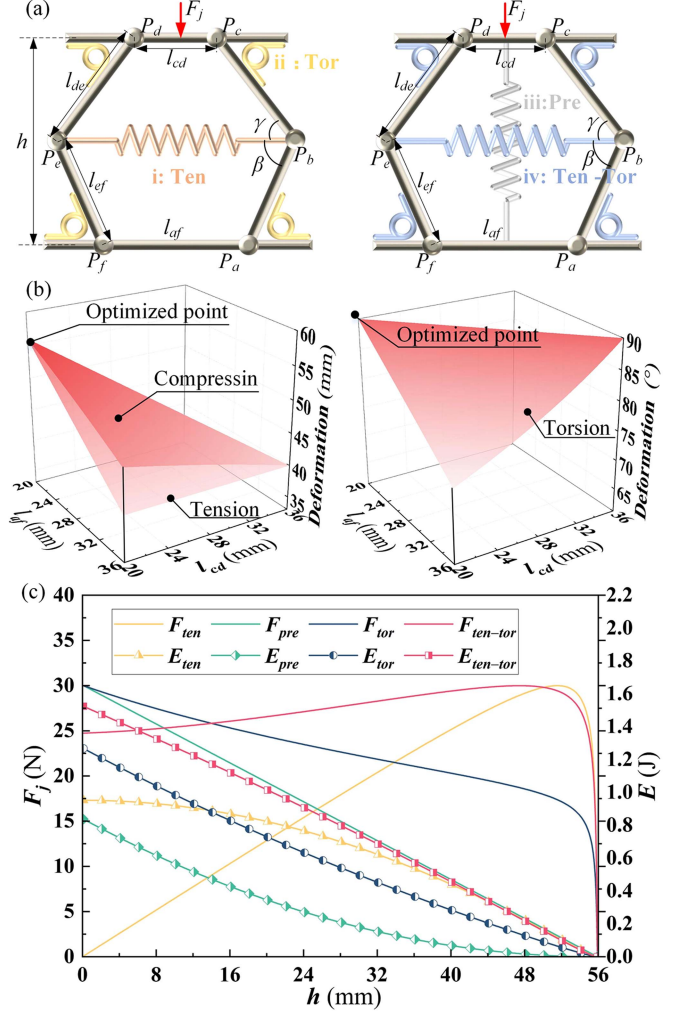 (a)
F_j
F_j
P_d
P_c
P_d
P_c
l_cd
l_cd
ii : Tor
l_de
l_de
iii:Pre
h
γ
γ
P_e
P_b
P_e
P_b
β
β
l_ef
i: Ten
l_ef
iv: Ten -Tor
l_af
l_af
P_f
P_a
P_f
P_a
(b)
Optimized point
Compressin
Tension
60
55
50
45
40
35
Deformation (mm)
20
24
28
32
36
l_af (mm)
20
24
28
32
36
l_cd (mm)
Optimized point
Torsion
90
85
80
75
70
65
Deformation (°)
20
24
28
32
36
l_af (mm)
20
24
28
32
36
l_cd (mm)
(c)
F_ten
F_pre
F_tor
F_ten-tor
E_ten
E_pre
E_tor
E_ten-tor
40
35
30
25
20
15
10
5
0
F_j (N)
2.2
2.0
1.8
1.6
1.4
1.2
1.0
0.8
0.6
0.4
0.2
0.0
E (J)
0
8
16
24
32
40
48
56
h (mm)